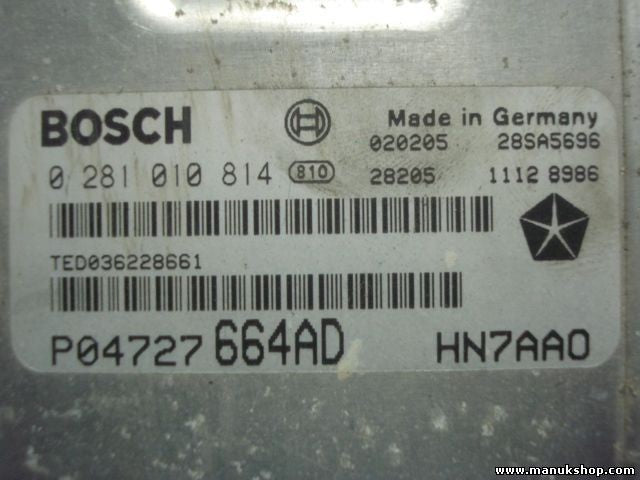 BOSCH Made in Germany
020205 28SA5696
0 281 010 814 810 28205 1112 8986
TED036228661
P04727 664AD HN7AA0
www.manukshop.com